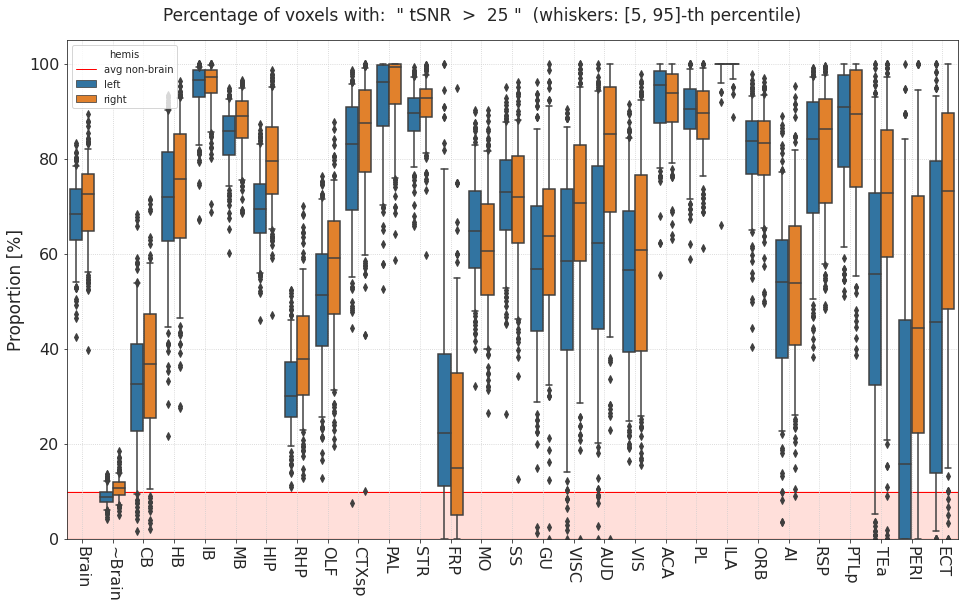 Percentage of voxels with:  " tSNR  >  25 "  (whiskers: [5, 95]-th percentile)
hemis
avg non-brain
left
right
Proportion [%]
100
80
60
40
20
0
Brain
~Brain
CB
HB
IB
MB
HIP
RHP
OLF
CTXsp
PAL
STR
FRP
MO
SS
GU
VISC
AUD
VIS
ACA
PL
ILA
ORB
AI
RSP
PTLp
TEa
PERI
ECT